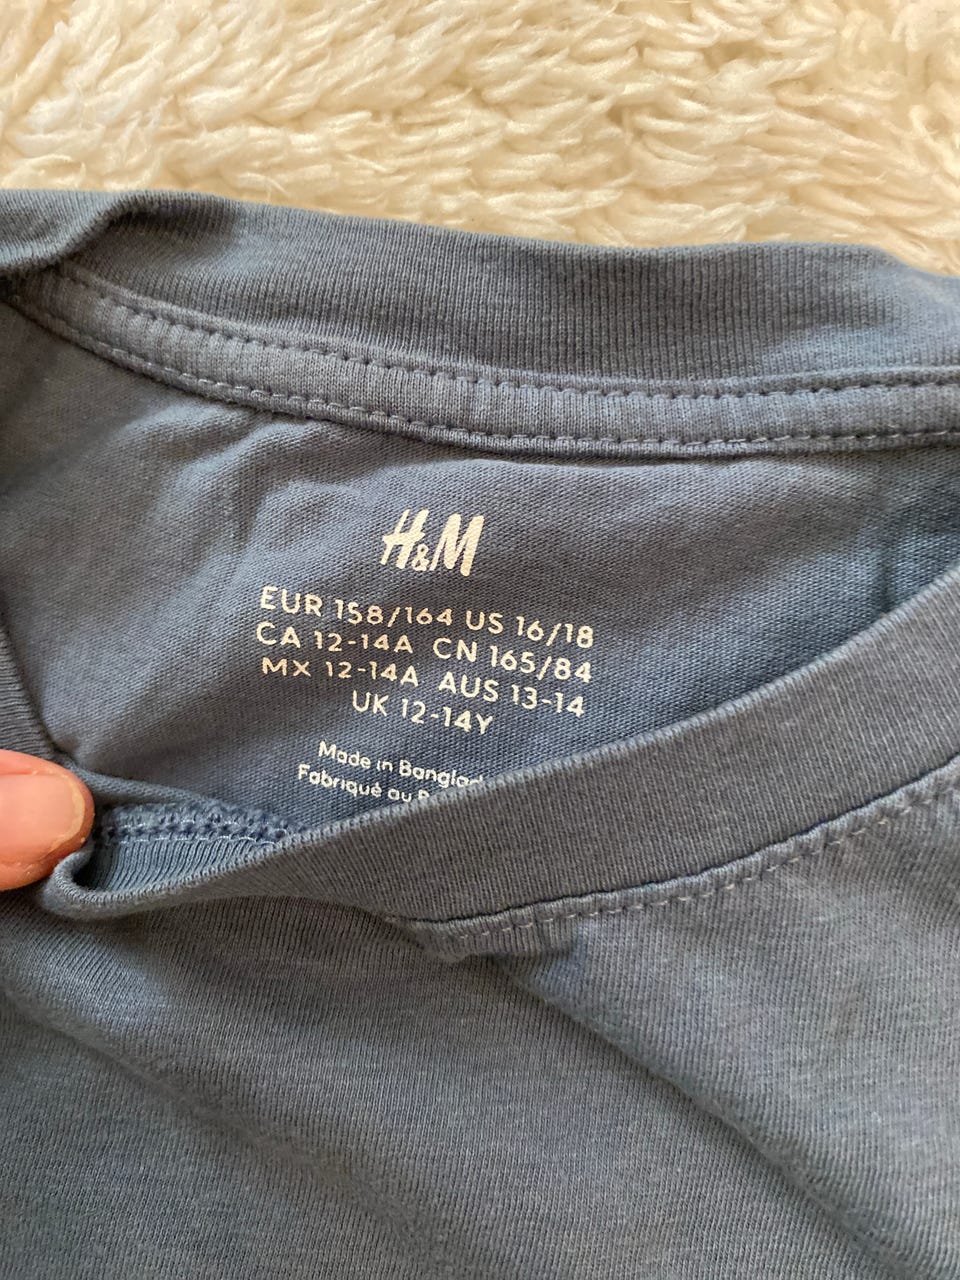 H&M
EUR 158/164 US 16/18
CA 12-14A CN 165/84
MX 12-14A AUS 13-14
UK 12-14Y
Made in
Fabriqué au